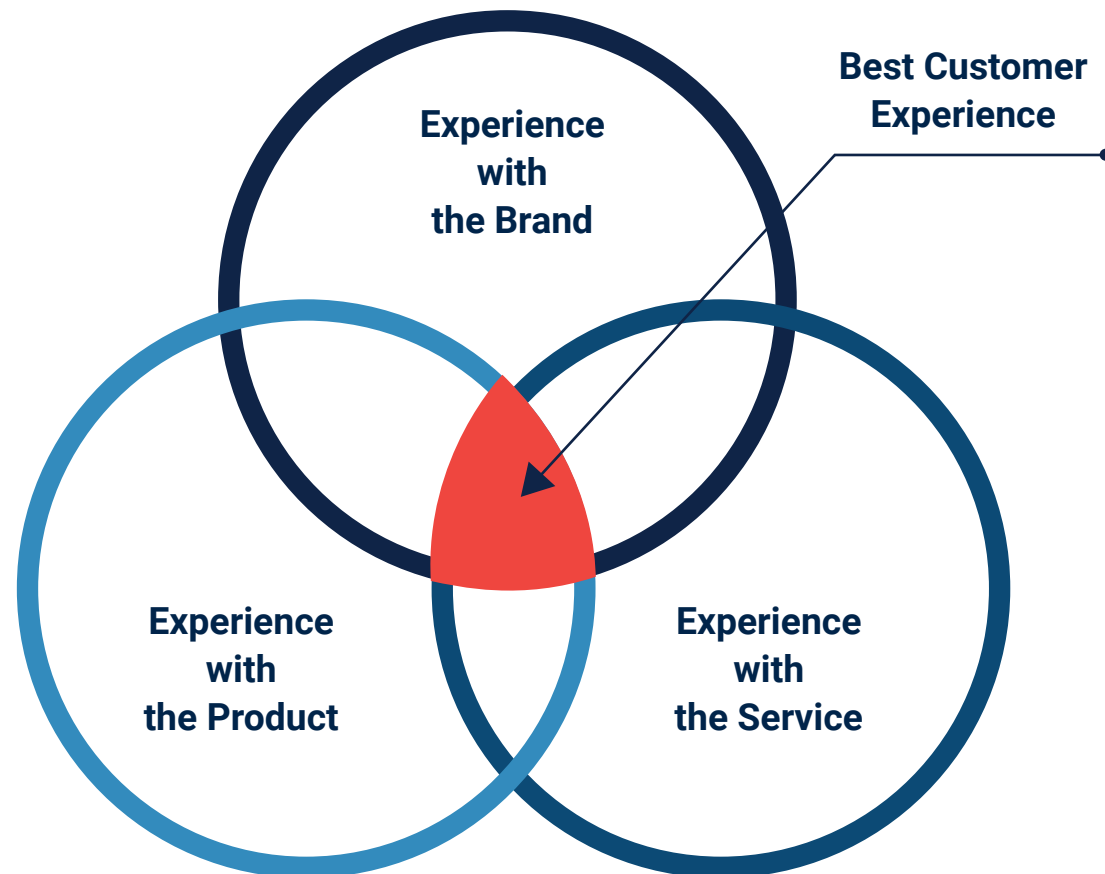 Best Customer
Experience
Experience
with
the Brand
Experience
with
the Product
Experience
with
the Service